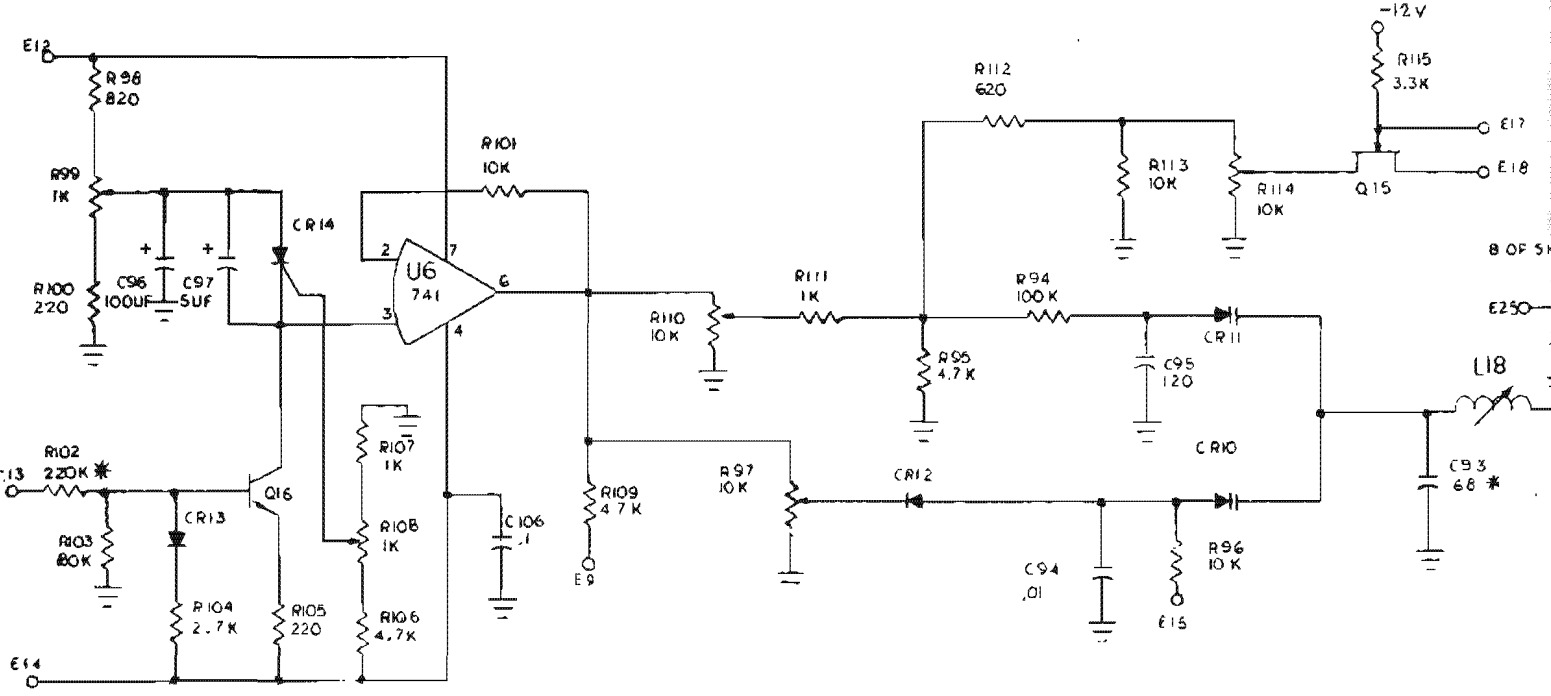 -12V
E12
R98
820
R112
620
R115
3.3K
R101
10K
E17
R99
1K
R113
10K
E18
R114
10K
Q15
CR14
+
+
2
7
8 OF
U6
741
6
C96
100UF
C97
5UF
R100
220
R111
1K
R94
100K
R110
10K
3
4
E25
CR11
R95
4.7K
C95
120
L18
R107
1K
R102
220K *
13
CR10
C93
68 *
R97
10K
CR12
Q16
R109
4.7K
CR13
R108
1K
C106
.1
R103
80K
R96
10K
E9
C94
.01
R104
2.7K
R105
220
R106
4.7K
E15
E14